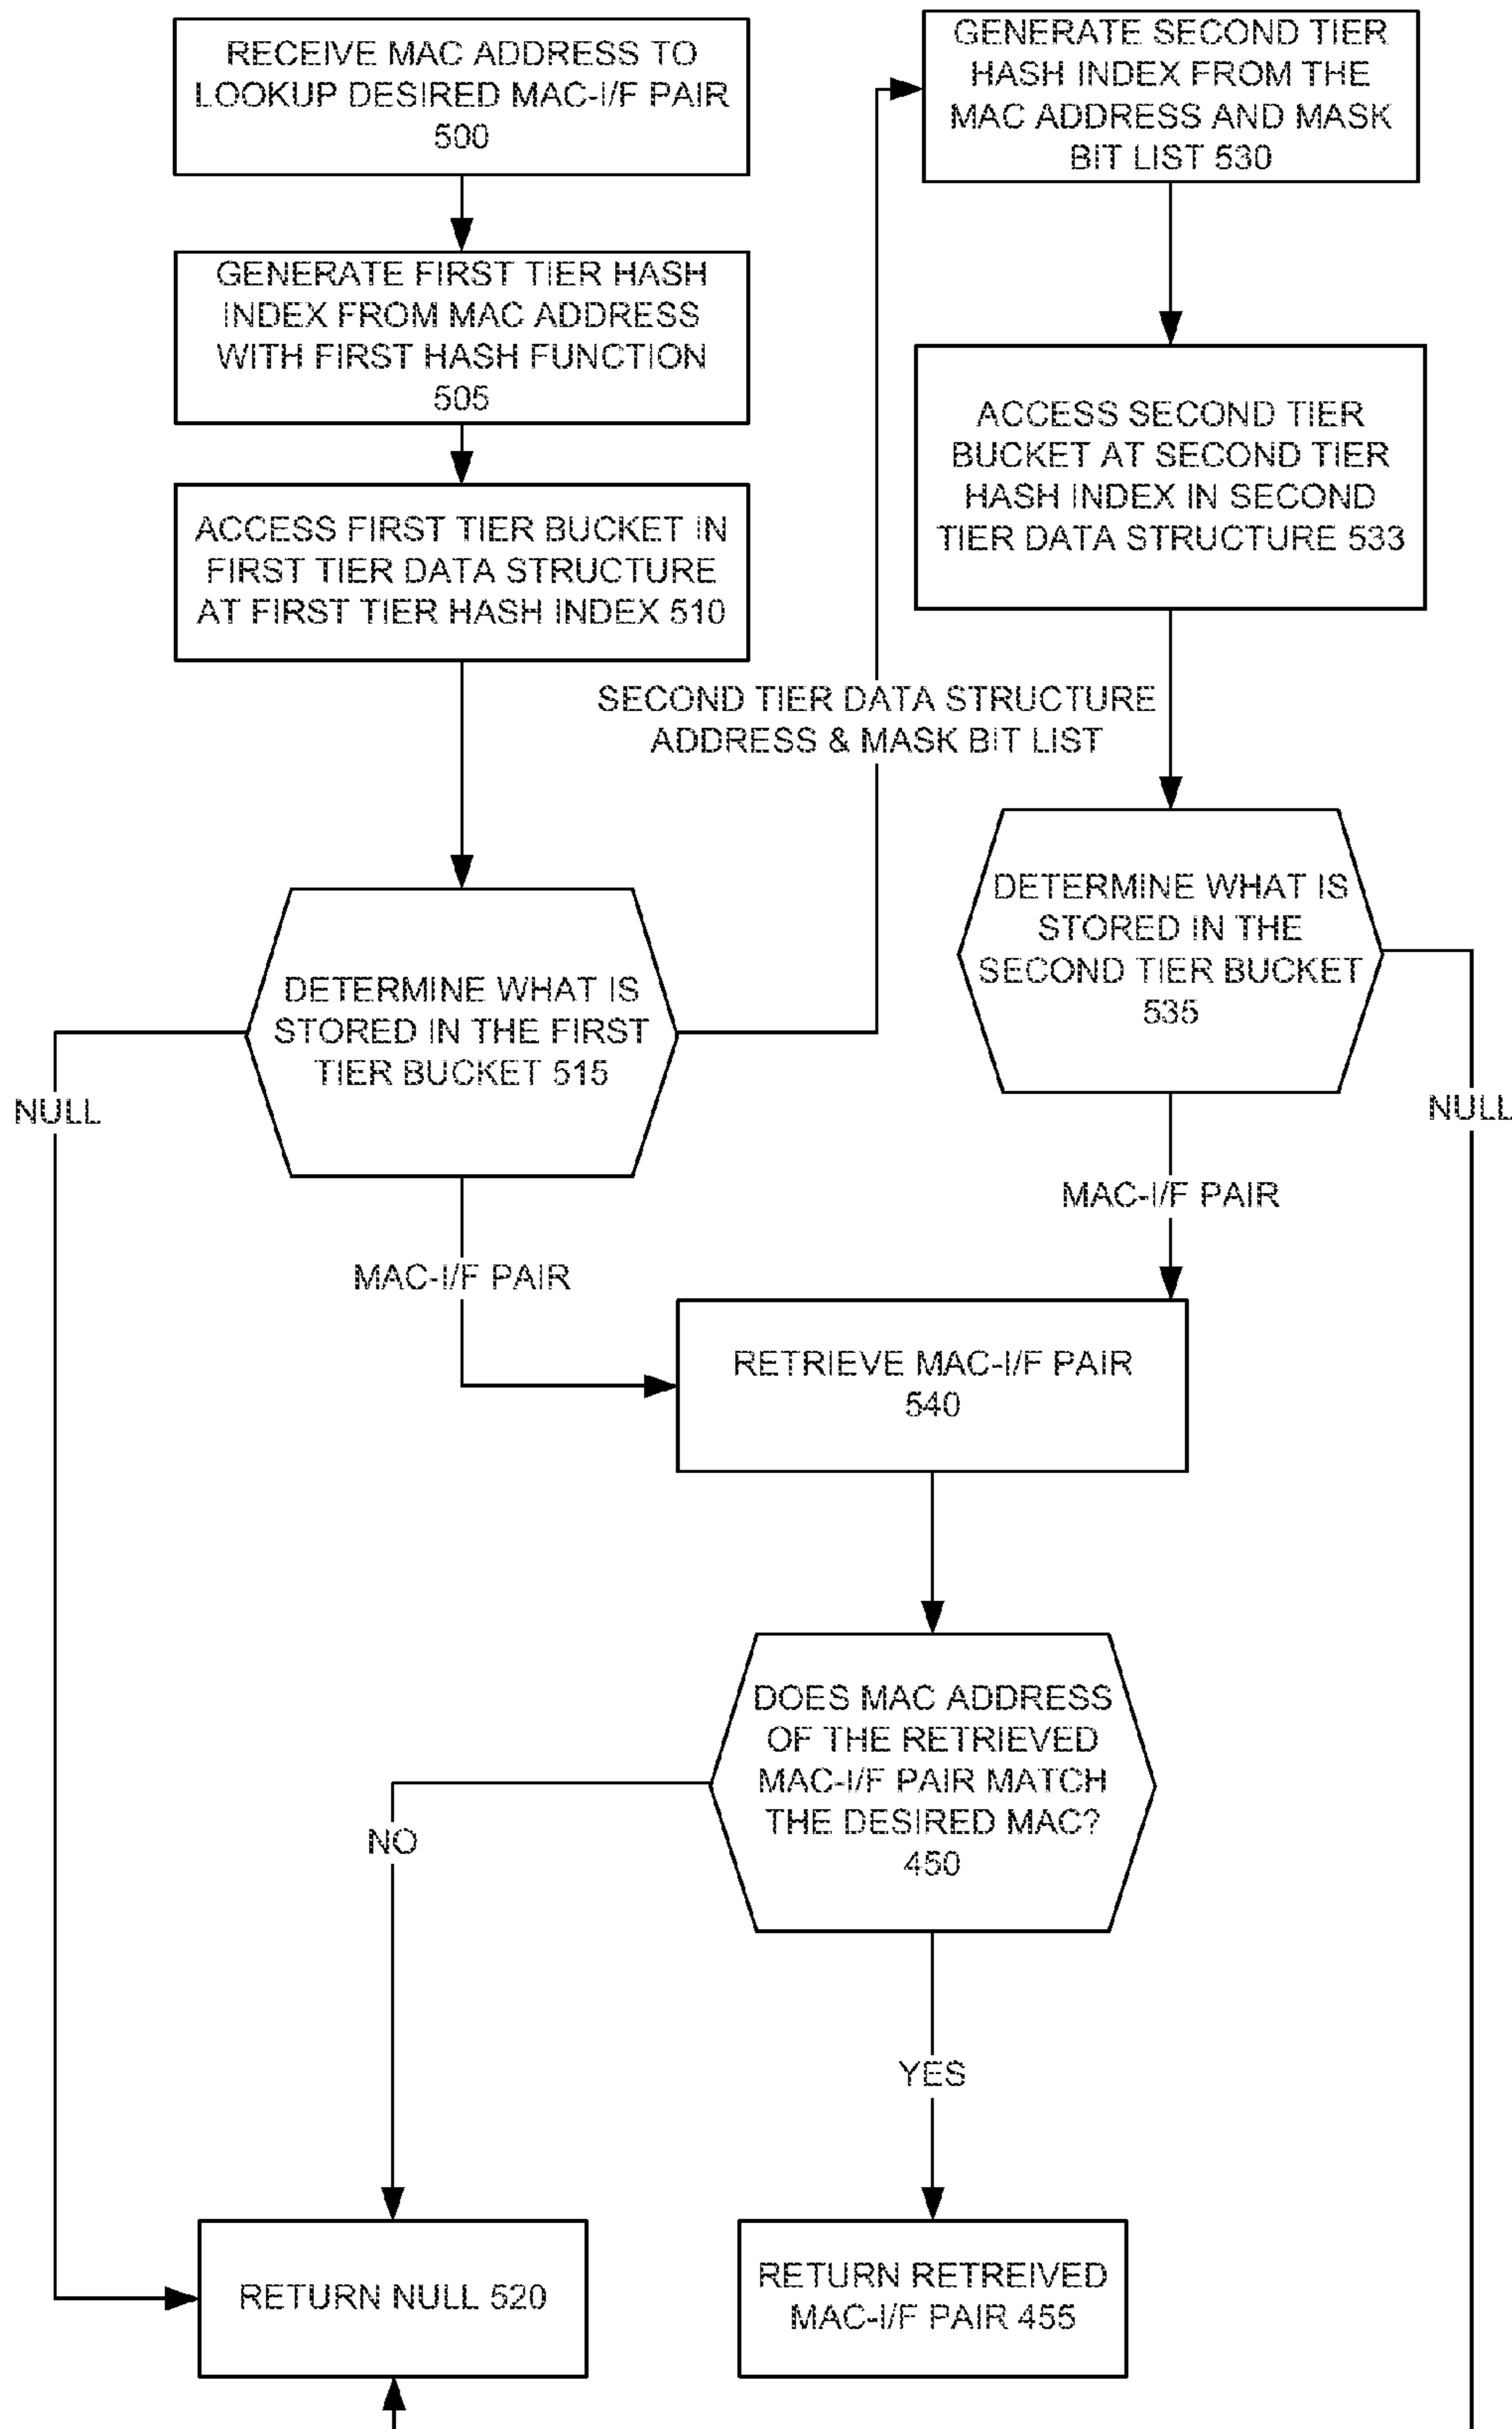 RECEIVE MAC ADDRESS TO
LOOKUP DESIRED MAC-I/F PAIR
500
GENERATE FIRST TIER HASH
INDEX FROM MAC ADDRESS
WITH FIRST HASH FUNCTION
505
ACCESS FIRST TIER BUCKET IN
FIRST TIER DATA STRUCTURE
AT FIRST TIER HASH INDEX 510
DETERMINE WHAT IS
STORED IN THE FIRST
TIER BUCKET 515
NULL
MAC-I/F PAIR
SECOND TIER DATA STRUCTURE
ADDRESS & MASK BIT LIST
GENERATE SECOND TIER
HASH INDEX FROM THE
MAC ADDRESS AND MASK
BIT LIST 530
ACCESS SECOND TIER
BUCKET AT SECOND TIER
HASH INDEX IN SECOND
TIER DATA STRUCTURE 533
DETERMINE WHAT IS
STORED IN THE
SECOND TIER BUCKET
535
NULL
MAC-I/F PAIR
RETRIEVE MAC-I/F PAIR
540
DOES MAC ADDRESS
OF THE RETRIEVED
MAC-I/F PAIR MATCH
THE DESIRED MAC?
450
NO
YES
RETURN NULL 520
RETURN RETREIVED
MAC-I/F PAIR 455